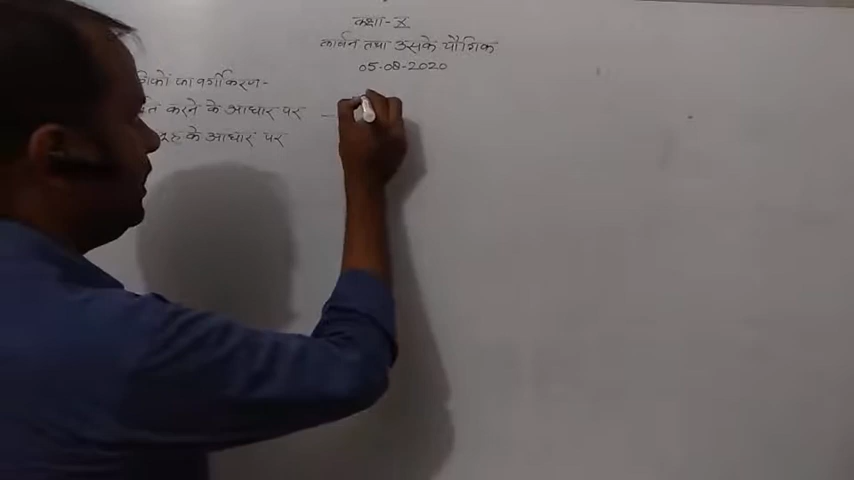 कक्षा-X
कार्बन तथा उसके यौगिक
05-08-2020
का वर्गीकरण-
करने के आधार पर -
के आधार पर